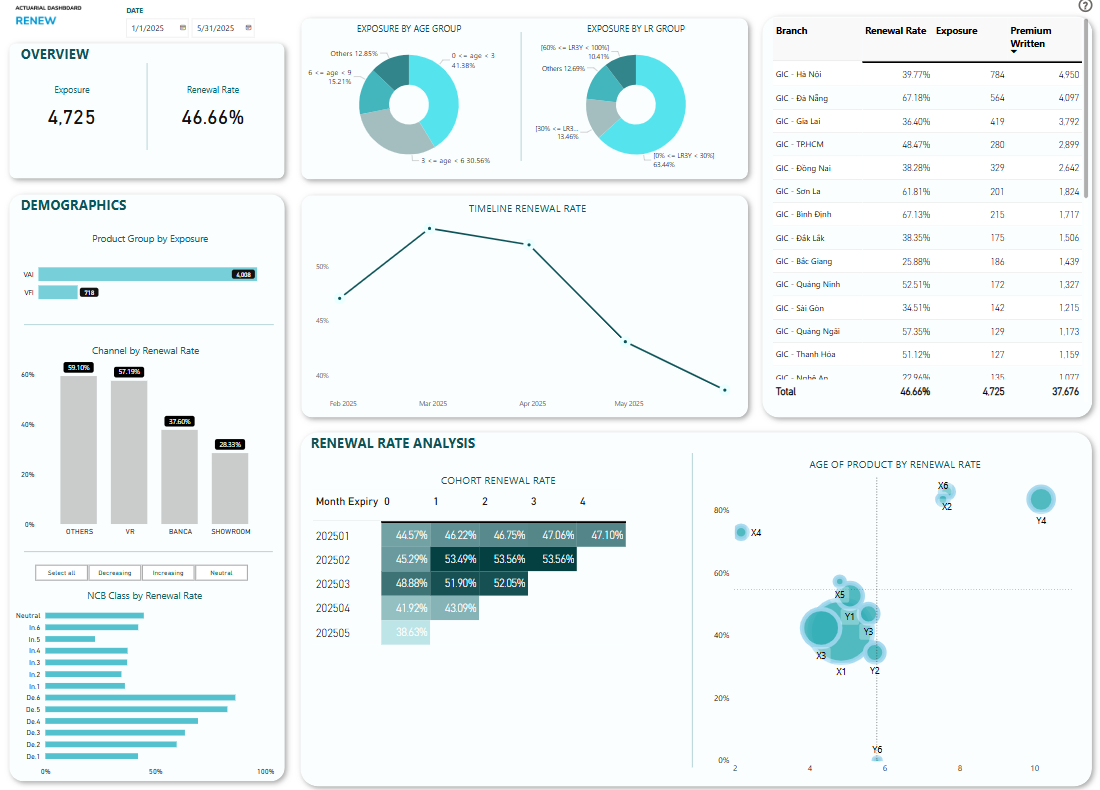 ACTUARIAL DASHBOARD
RENEW
DATE
1/1/2025
5/31/2025
OVERVIEW
Exposure
4,725
Renewal Rate
46.66%
DEMOGRAPHICS
Product Group by Exposure
VAI
4,008
VFI
718
Channel by Renewal Rate
60%
40%
20%
0%
59.10%
57.19%
37.60%
28.33%
OTHERS
VR
BANCA
SHOWROOM
Select all
Decreasing
Increasing
Neutral
NCB Class by Renewal Rate
Neutral
In.6
In.5
In.4
In.3
In.2
In.1
De.6
De.5
De.4
De.3
De.2
De.1
0%
50%
100%
EXPOSURE BY AGE GROUP
Others 12.85%
0 <= age < 3
41.38%
6 <= age < 9
15.21%
3 <= age < 6 30.56%
EXPOSURE BY LR GROUP
[60% <= LR3Y < 100%)
10.41%
Others 12.69%
[30% <= LR3...
13.46%
[0% <= LR3Y < 30%)
63.44%
TIMELINE RENEWAL RATE
50%
45%
40%
Feb 2025
Mar 2025
Apr 2025
May 2025
Branch Renewal Rate Exposure Premium Written
GIC - Hà Nội 39.77% 784 4,950
GIC - Đà Nẵng 67.18% 564 4,097
GIC - Gia Lai 36.40% 419 3,792
GIC - TP.HCM 48.47% 280 2,899
GIC - Đồng Nai 38.28% 329 2,642
GIC - Sơn La 61.81% 201 1,824
GIC - Bình Định 67.13% 215 1,717
GIC - Đắk Lắk 38.35% 175 1,506
GIC - Bắc Giang 25.88% 186 1,439
GIC - Quảng Ninh 52.51% 172 1,327
GIC - Sài Gòn 34.51% 142 1,215
GIC - Quảng Ngãi 57.35% 129 1,173
GIC - Thanh Hóa 51.12% 127 1,159
GIC - Nghệ An 22.96% 135 1,077
Total 46.66% 4,725 37,676
RENEWAL RATE ANALYSIS
COHORT RENEWAL RATE
Month Expiry 0 1 2 3 4
202501 44.57% 46.22% 46.75% 47.06% 47.10%
202502 45.29% 53.49% 53.56% 53.56%
202503 48.88% 51.90% 52.05%
202504 41.92% 43.09%
202505 38.63%
AGE OF PRODUCT BY RENEWAL RATE
80%
60%
40%
20%
0%
X6
X2
Y4
X4
X5
Y1
Y3
X3
X1
Y2
Y6
2
4
6
8
10